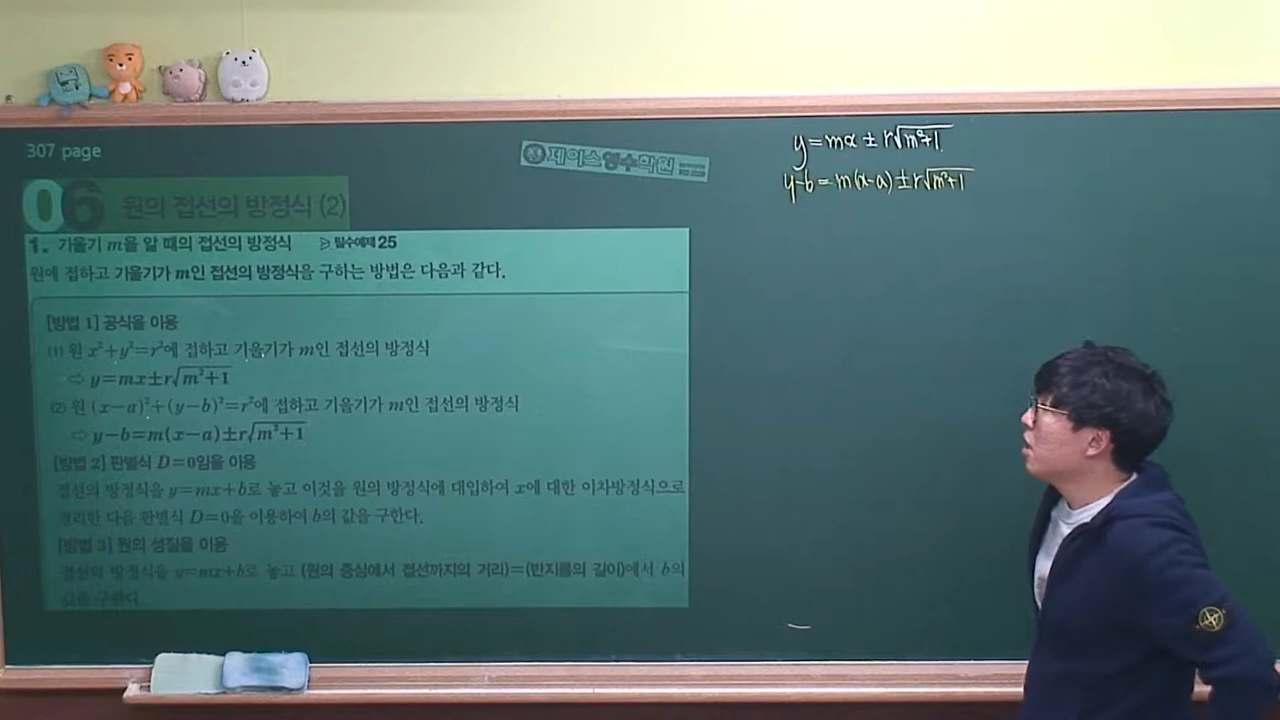 307 page
제이스영수학원
06 원의 접선의 방정식 (2)
1. 기울기 m을 알 때의 접선의 방정식 ▷ 필수예제 25
원에 접하고 기울기가 m인 접선의 방정식을 구하는 방법은 다음과 같다.
[방법 1] 공식을 이용
(1) 원 x²+y²=r²에 접하고 기울기가 m인 접선의 방정식
⇨ y=mx±r√(m²+1)
(2) 원 (x-a)²+(y-b)²=r²에 접하고 기울기가 m인 접선의 방정식
⇨ y-b=m(x-a)±r√(m²+1)
[방법 2] 판별식 D=0임을 이용
접선의 방정식을 y=mx+b로 놓고 이것을 원의 방정식에 대입하여 x에 대한 이차방정식으로
정리한 다음 판별식 D=0을 이용하여 b의 값을 구한다.
[방법 3] 원의 성질을 이용
접선의 방정식을 y=mx+b로 놓고 (원의 중심에서 접선까지의 거리)=(반지름의 길이)에서 b의
값을 구한다.
y=mx±r√(m²+1)
y-b=m(x-a)±r√(m²+1)